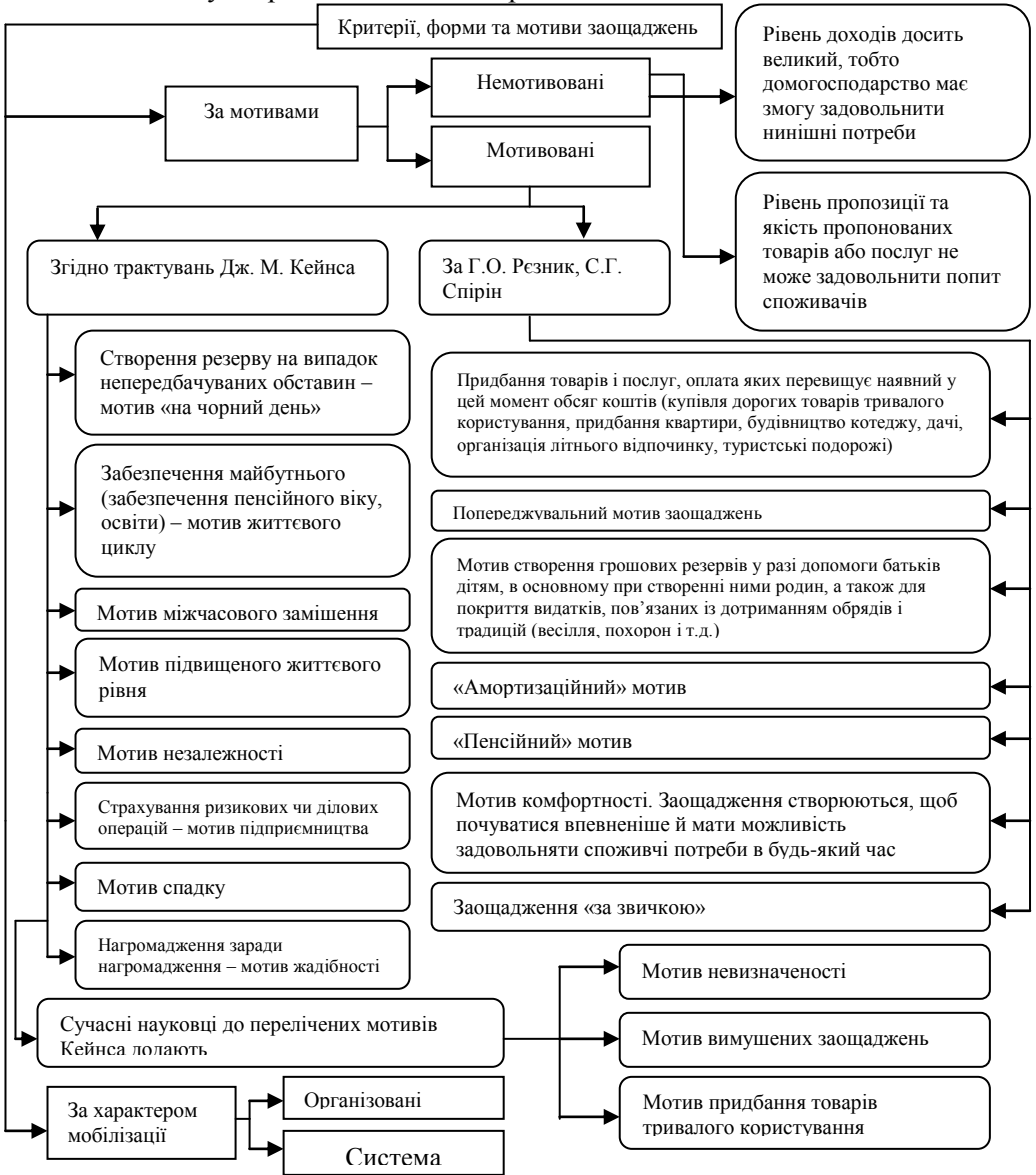 Критерії, форми та мотиви заощаджень
За мотивами
Немотивовані
Мотивовані
Рівень доходів досить
великий, тобто
домогосподарство має
змогу задовольнити
нинішні потреби
Рівень пропозиції та
якість пропонованих
товарів або послуг не
може задовольнити попит
споживачів
Згідно трактувань Дж. М. Кейнса
За Г.О. Рєзник, С.Г.
Спірін
Створення резерву на випадок
непередбачуваних обставин –
мотив «на чорний день»
Забезпечення майбутнього
(забезпечення пенсійного віку,
освіти) – мотив життєвого
циклу
Мотив міжчасового заміщення
Мотив підвищеного життєвого
рівня
Мотив незалежності
Страхування ризикових чи ділових
операцій – мотив підприємництва
Мотив спадку
Нагромадження заради
нагромадження – мотив жадібності
Придбання товарів і послуг, оплата яких перевищує наявний у
цей момент обсяг коштів (купівля дорогих товарів тривалого
користування, придбання квартири, будівництво котеджу, дачі,
організація літнього відпочинку, туристські подорожі)
Попереджувальний мотив заощаджень
Мотив створення грошових резервів у разі допомоги батьків
дітям, в основному при створенні ними родин, а також для
покриття видатків, пов’язаних із дотриманням обрядів і
традицій (весілля, похорон і т.д.)
«Амортизаційний» мотив
«Пенсійний» мотив
Мотив комфортності. Заощадження створюються, щоб
почуватися впевненіше й мати можливість
задовольняти споживчі потреби в будь-який час
Заощадження «за звичкою»
Сучасні науковці до перелічених мотивів
Кейнса додають
Мотив невизначеності
Мотив вимушених заощаджень
Мотив придбання товарів
тривалого користування
За характером
мобілізації
Організовані
Система